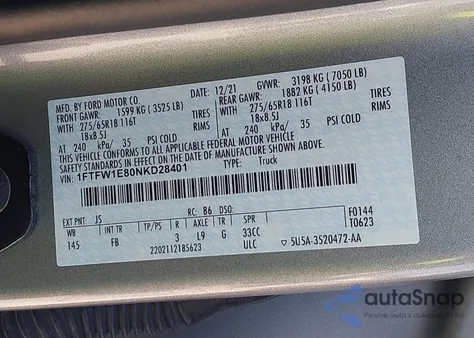 MFD. BY FORD MOTOR CO. 12/21 GVWR: 3198 KG (7050 LB)
FRONT GAWR: 1599 KG (3525 LB) REAR GAWR: 1882 KG (4150 LB)
WITH 275/65R18 116T TIRES WITH 275/65R18 116T TIRES
18x8.5J RIMS 18x8.5J RIMS
AT 240 kPa/ 35 PSI COLD AT 240 kPa/ 35 PSI COLD
THIS VEHICLE CONFORMS TO ALL APPLICABLE FEDERAL MOTOR VEHICLE
SAFETY STANDARDS IN EFFECT ON THE DATE OF MANUFACTURE SHOWN ABOVE.
VIN: 1FTFW1E80NKD28401 TYPE: Truck
F0144
T0623
EXT PNT: JS RC: B6 DSO:
WB TP/PS R AXLE TR SPR
145 FB 3 L9 G 33CC
2202112185623 ULC ▽ 5U5A-3520472-AA
autoSnap